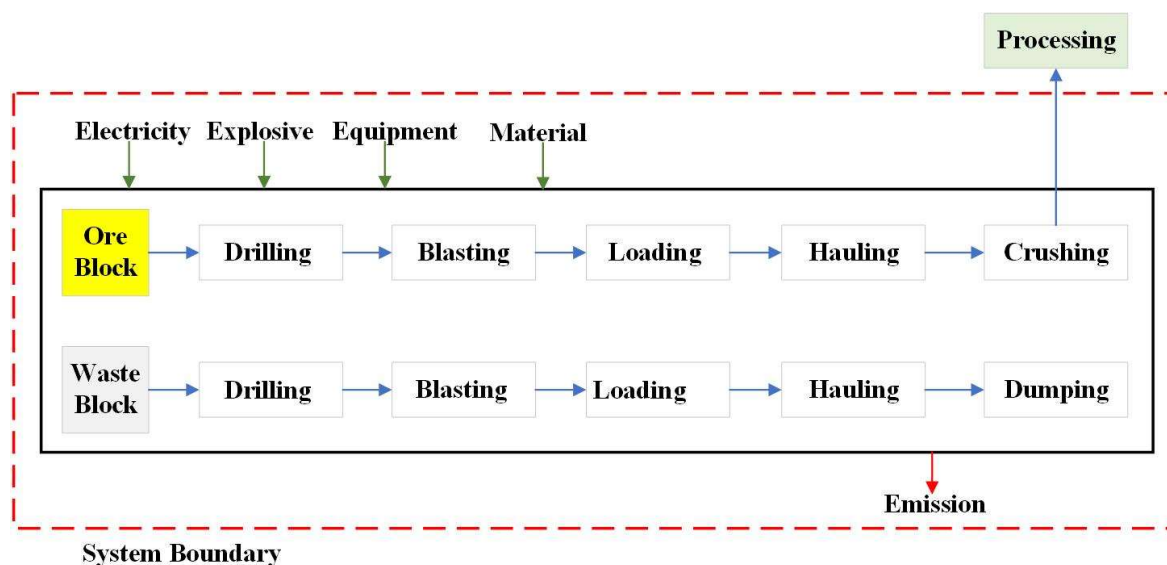 Processing
Electricity Explosive Equipment Material
Ore
Block
Drilling Blasting Loading Hauling Crushing
Waste
Block
Drilling Blasting Loading Hauling Dumping
Emission
System Boundary